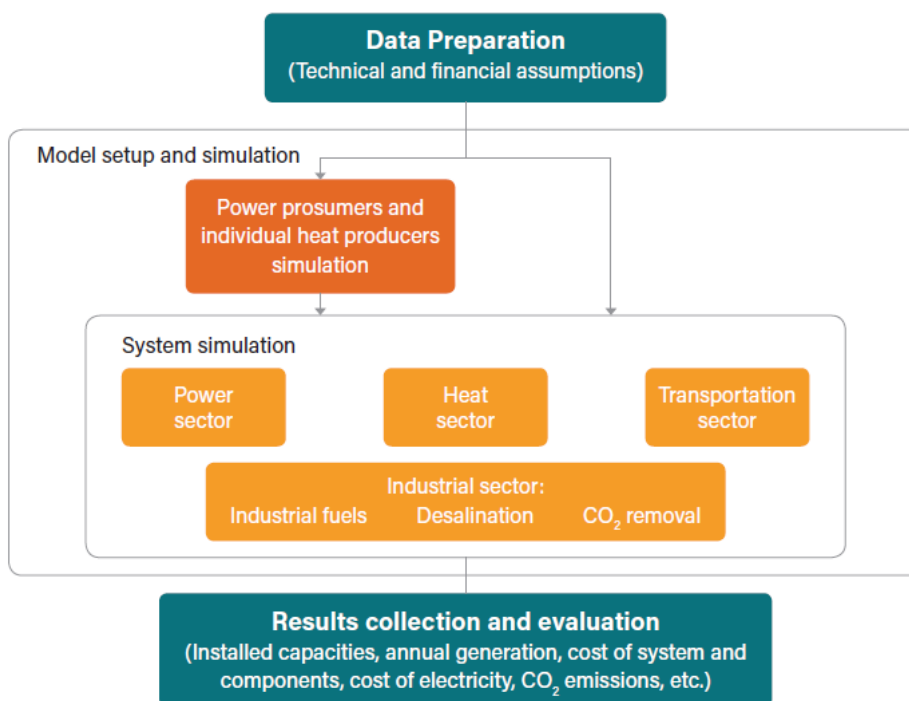 Data Preparation
(Technical and financial assumptions)
Model setup and simulation
Power prosumers and
individual heat producers
simulation
System simulation
Power
sector
Heat
sector
Transportation
sector
Industrial sector:
Industrial fuels Desalination CO₂ removal
Results collection and evaluation
(Installed capacities, annual generation, cost of system and
components, cost of electricity, CO₂ emissions, etc.)